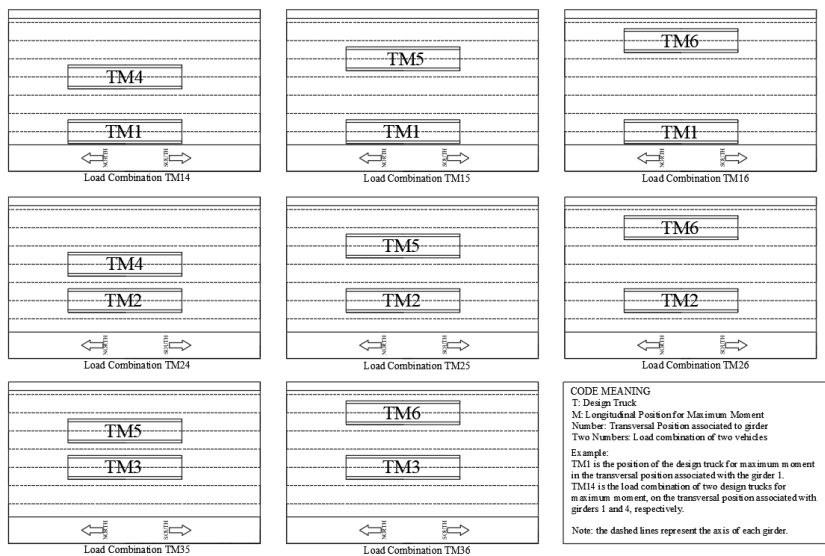 TM4
TM1
NORTH
SOUTH
Load Combination TM14
TM5
TM1
NORTH
SOUTH
Load Combination TM15
TM6
TM1
NORTH
SOUTH
Load Combination TM16
TM4
TM2
NORTH
SOUTH
Load Combination TM24
TM5
TM2
NORTH
SOUTH
Load Combination TM25
TM6
TM2
NORTH
SOUTH
Load Combination TM26
TM5
TM3
NORTH
SOUTH
Load Combination TM35
TM6
TM3
NORTH
SOUTH
Load Combination TM36
CODE MEANING
T: Design Truck
M: Longitudinal Position for Maximum Moment
Number: Transversal Position associated to girder
Two Numbers: Load combination of two vehicles
Example:
TM1 is the position of the design truck for maximum moment
in the transversal position associated with the girder 1.
TM14 is the load combination of two design trucks for
maximum moment, on the transversal position associated with
girders 1 and 4, respectively.
Note: the dashed lines represent the axis of each girder.